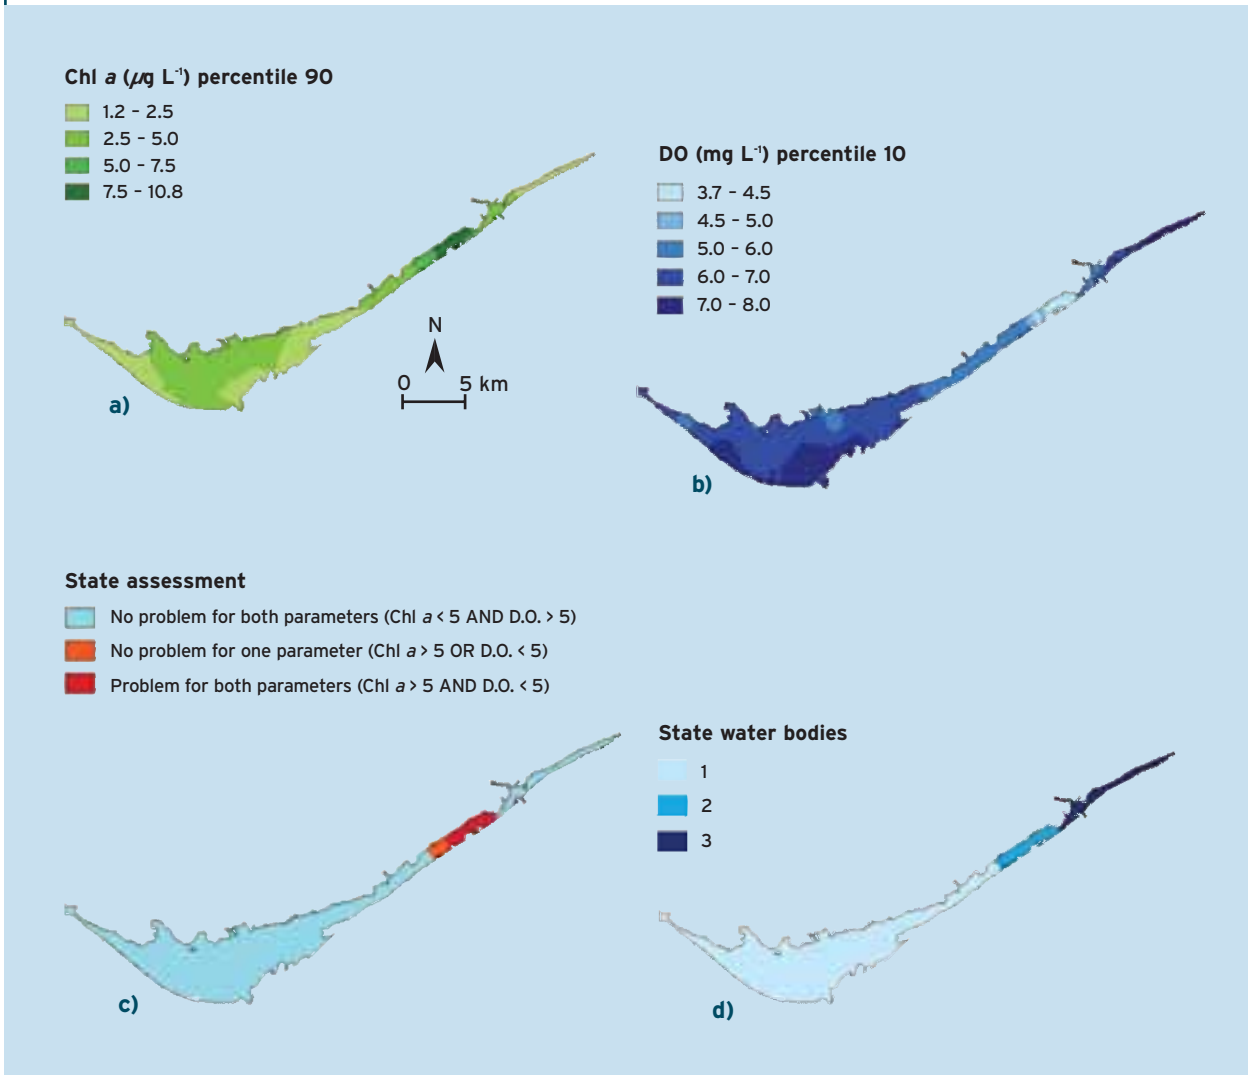 Chl a (μg L⁻¹) percentile 90
1.2 – 2.5
2.5 – 5.0
5.0 – 7.5
7.5 – 10.8
DO (mg L⁻¹) percentile 10
3.7 – 4.5
4.5 – 5.0
5.0 – 6.0
6.0 – 7.0
7.0 – 8.0
N
0 5 km
a)
b)
State assessment
No problem for both parameters (Chl a < 5 AND D.O. > 5)
No problem for one parameter (Chl a > 5 OR D.O. < 5)
Problem for both parameters (Chl a > 5 AND D.O. < 5)
State water bodies
1
2
3
c)
d)